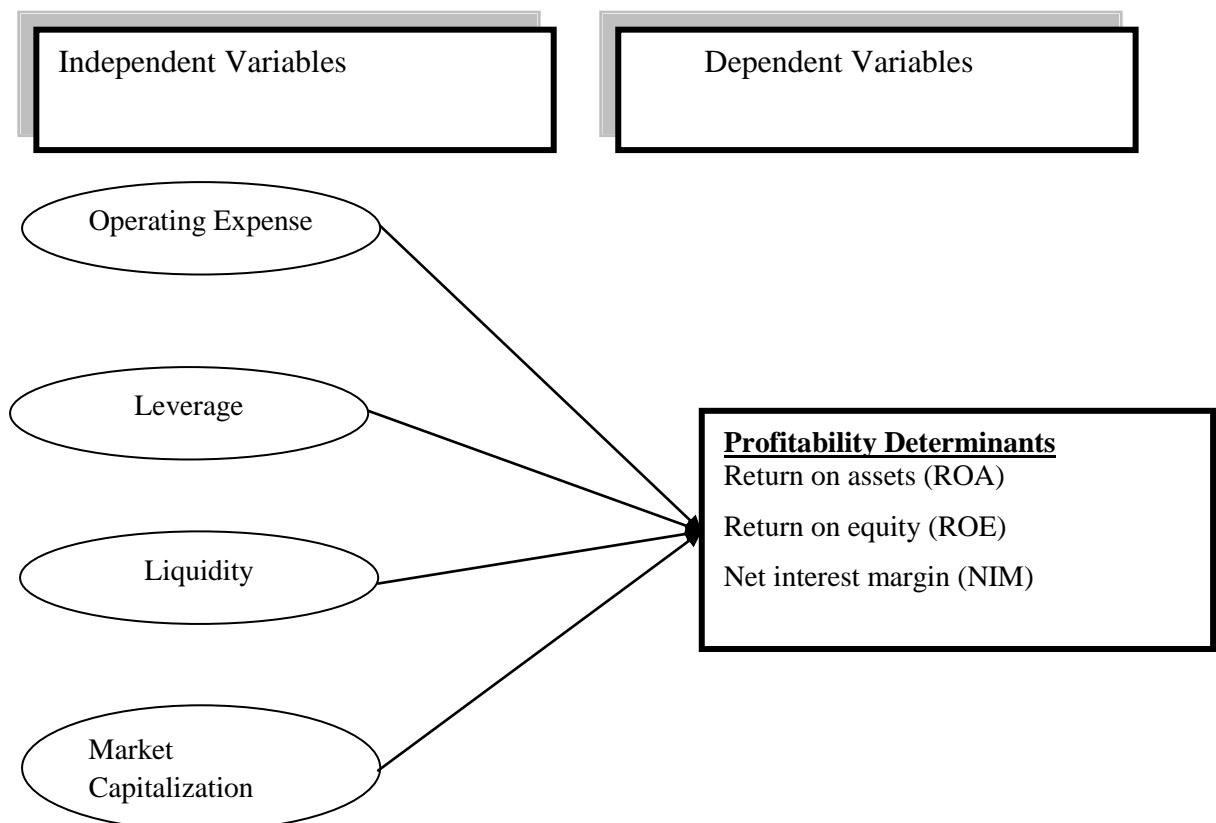 Independent Variables
Dependent Variables
Operating Expense
Leverage
Liquidity
Market
Capitalization
Profitability Determinants
Return on assets (ROA)
Return on equity (ROE)
Net interest margin (NIM)